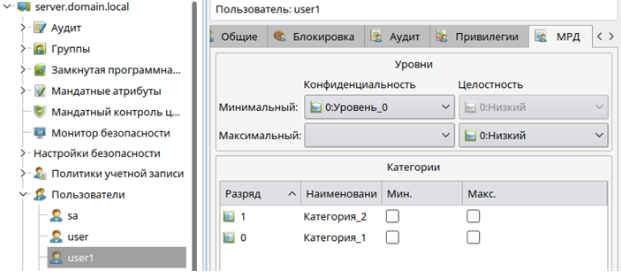 server.domain.local
Аудит
Группы
Замкнутая программна...
Мандатные атрибуты
Мандатный контроль ц...
Монитор безопасности
Настройки безопасности
Политики учетной записи
Пользователи
sa
user
user1
Пользователь: user1
Общие
Блокировка
Аудит
Привилегии
МРД
Уровни
Конфиденциальность Целостность
Минимальный: 0:Уровень_0 0:Низкий
Максимальный: 0:Низкий
Категории
Разряд Наименовани Мин. Макс.
1 Категория_2
0 Категория_1